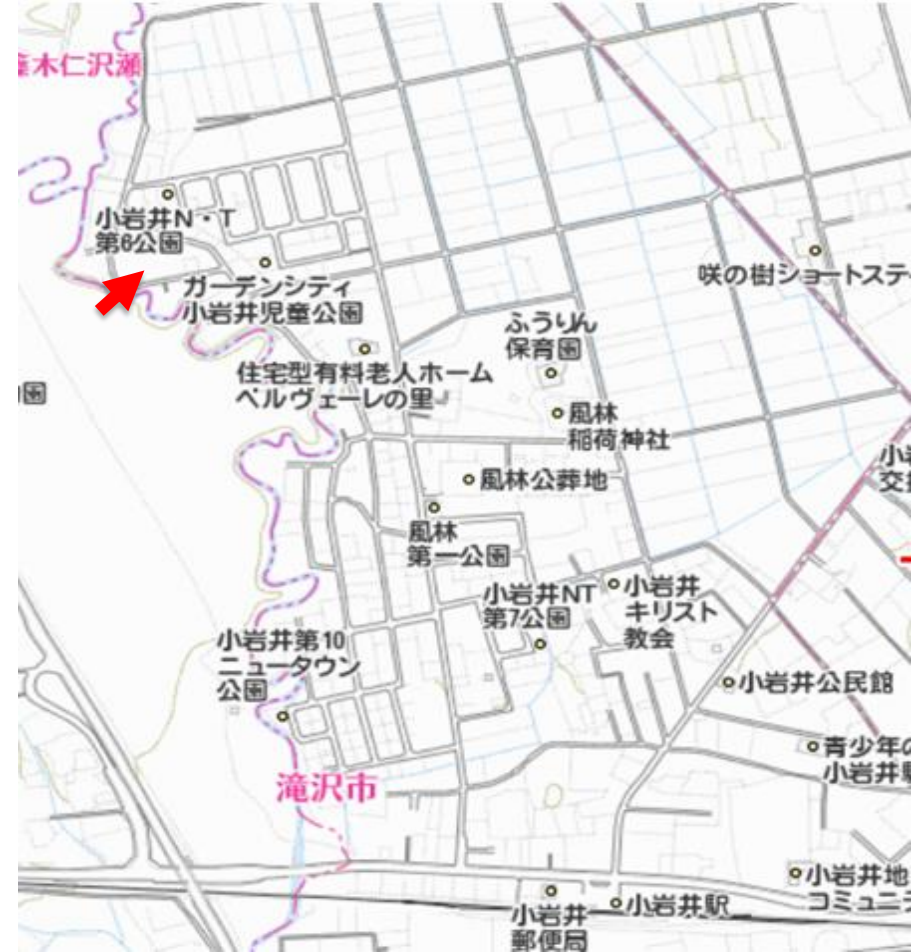 木仁沢瀬
小岩井N・T
第6公園
咲の樹ショートステ
ガーデンシティ
小岩井児童公園
ふうりん
保育園
住宅型有料老人ホーム
ベルヴェーレの里
園
風林
稲荷神社
小岩
交
風林公葬地
風林
第一公園
小岩井NT
第7公園
小岩井
キリスト
教会
小岩井第10
ニュータウン
公園
小岩井公民館
青少年の
小岩井
滝沢市
小岩井地
コミュニ
小岩井
郵便局
小岩井駅